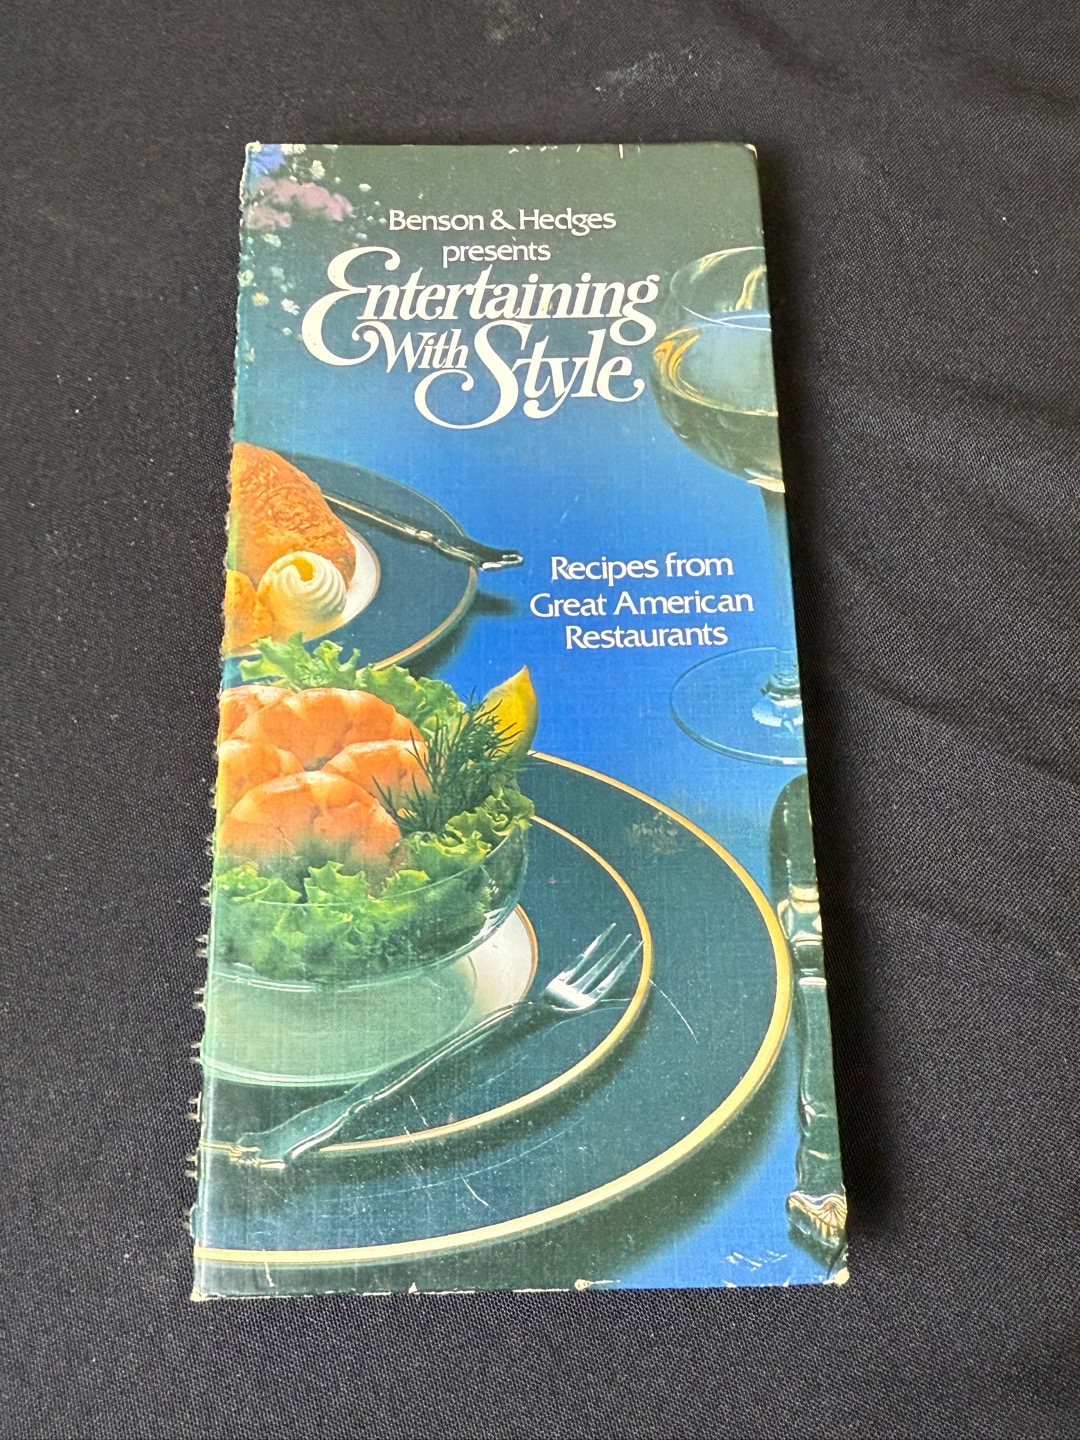 Benson & Hedges
presents
Entertaining
With Style
Recipes from
Great American
Restaurants